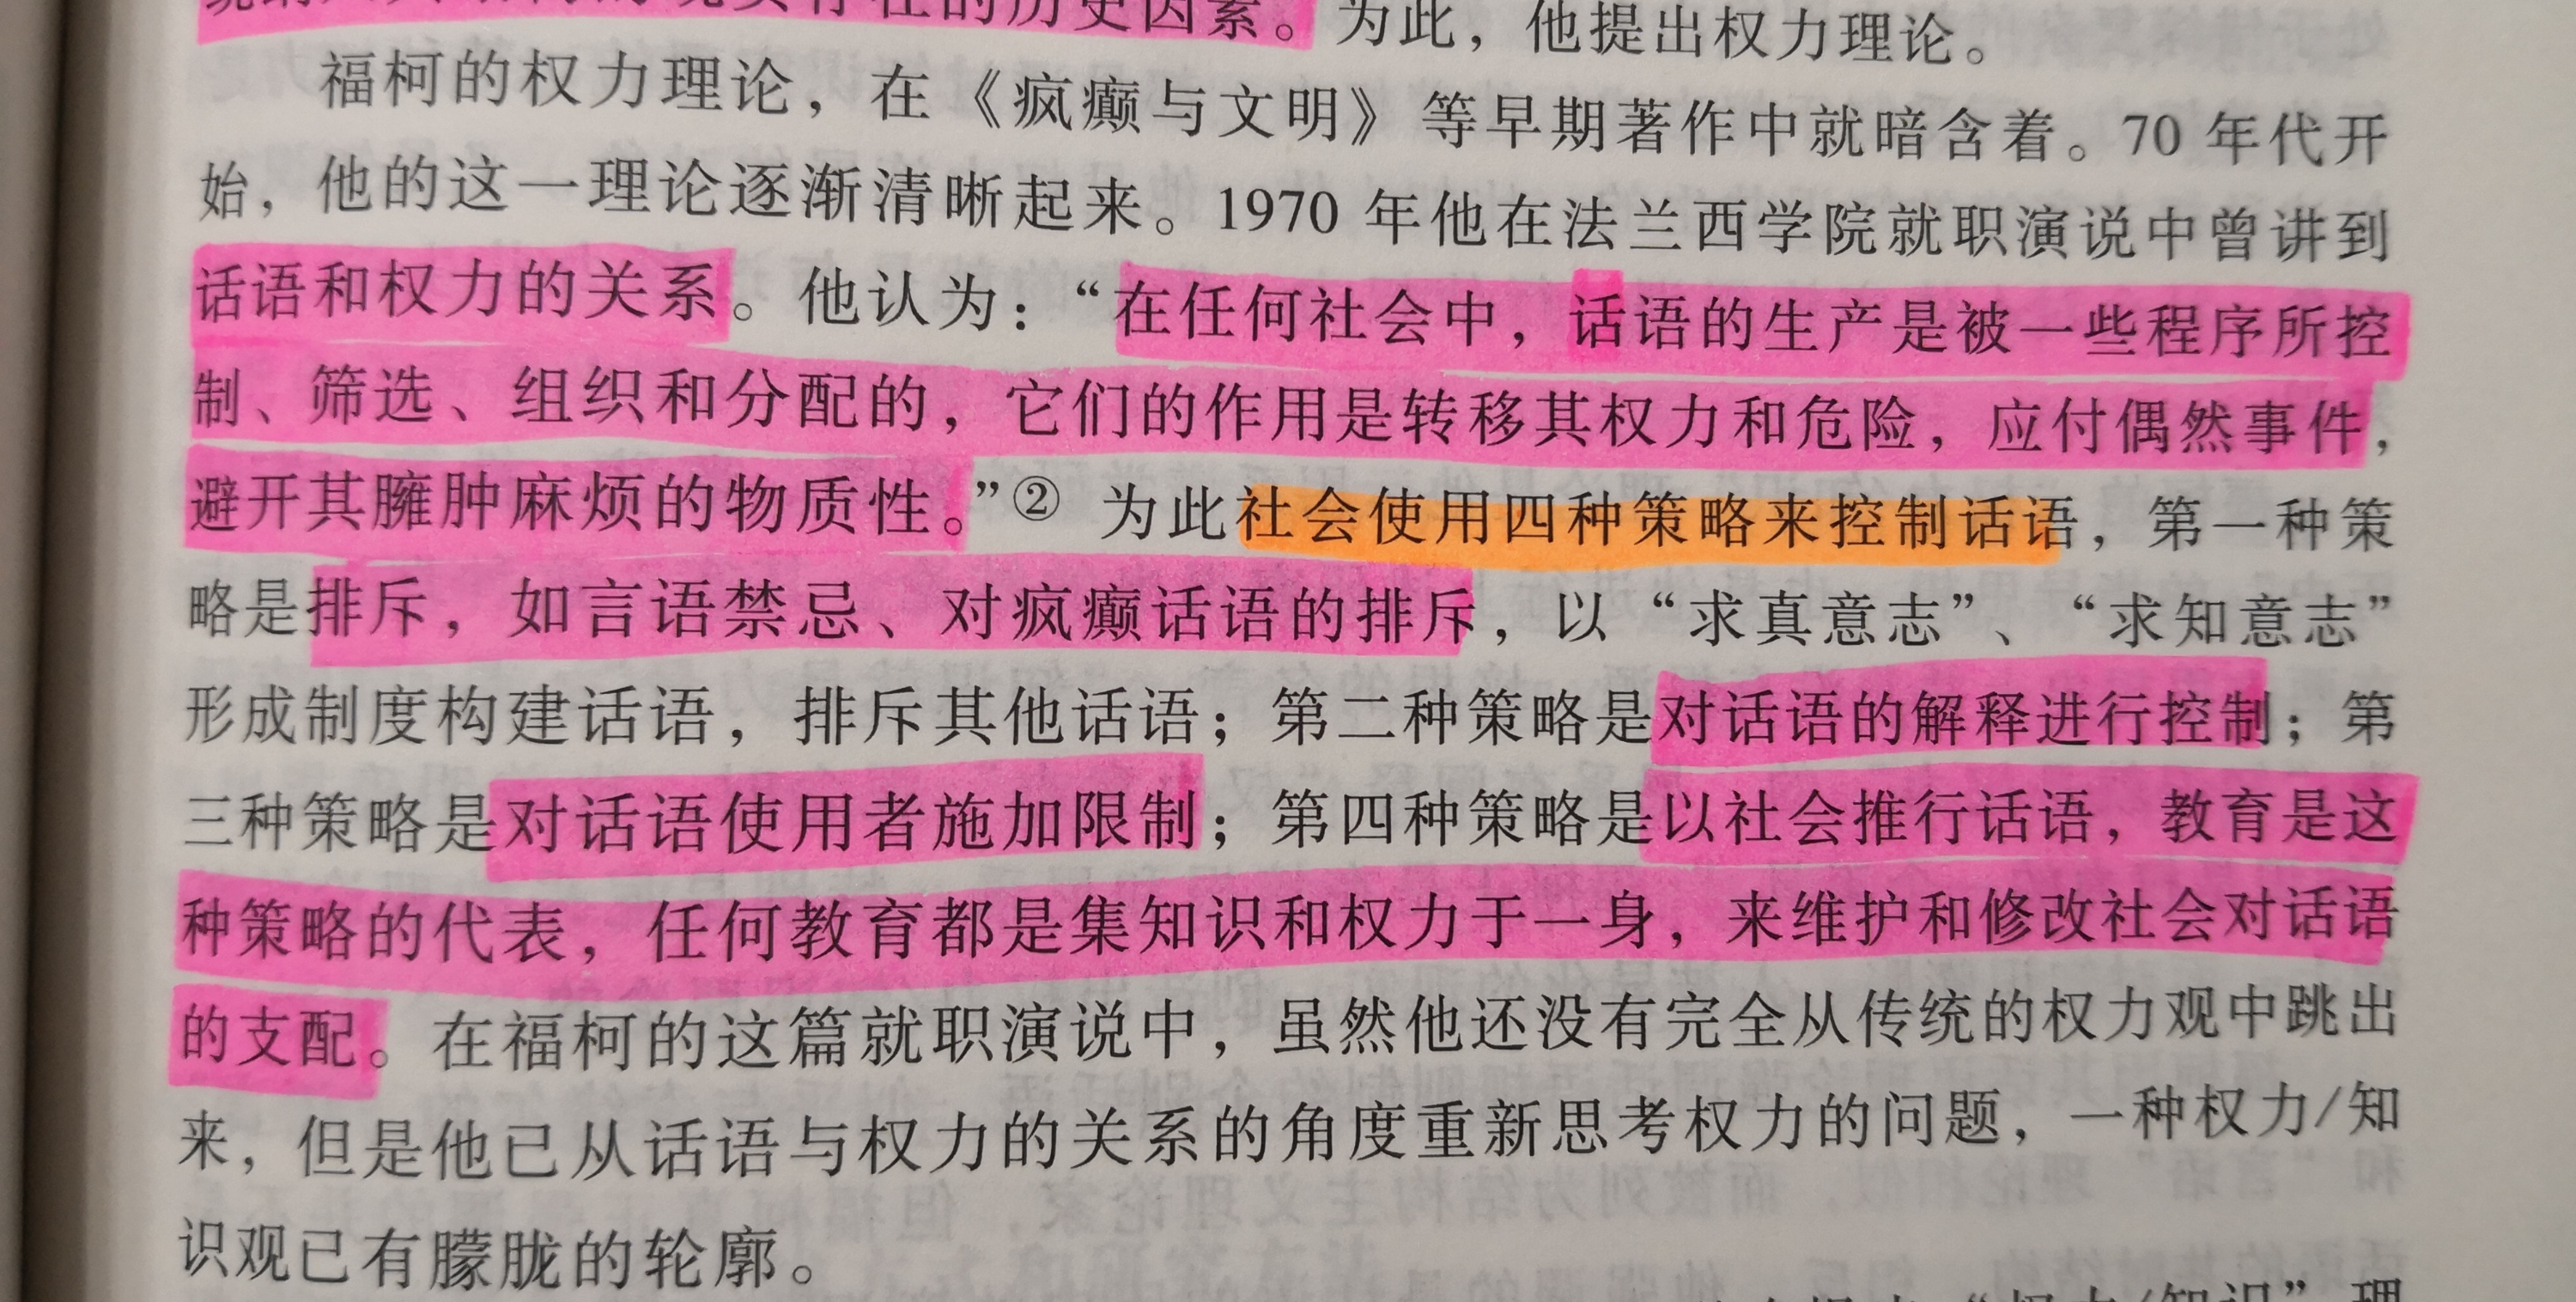 的现实存在的历史因素。为此，他提出权力理论。
福柯的权力理论，在《疯癫与文明》等早期著作中就暗含着。70 年代开
始，他的这一理论逐渐清晰起来。1970 年他在法兰西学院就职演说中曾讲到
话语和权力的关系。他认为：“在任何社会中，话语的生产是被一些程序所控
制、筛选、组织和分配的，它们的作用是转移其权力和危险，应付偶然事件，
避开其臃肿麻烦的物质性。”② 为此社会使用四种策略来控制话语，第一种策
略是排斥，如言语禁忌、对疯癫话语的排斥，以“求真意志”、“求知意志”
形成制度构建话语，排斥其他话语；第二种策略是对话语的解释进行控制；第
三种策略是对话语使用者施加限制；第四种策略是以社会推行话语，教育是这
种策略的代表，任何教育都是集知识和权力于一身，来维护和修改社会对话语
的支配。在福柯的这篇就职演说中，虽然他还没有完全从传统的权力观中跳出
来，但是他已从话语与权力的关系的角度重新思考权力的问题，一种权力/知
识观已有朦胧的轮廓。
“权力/知识”理